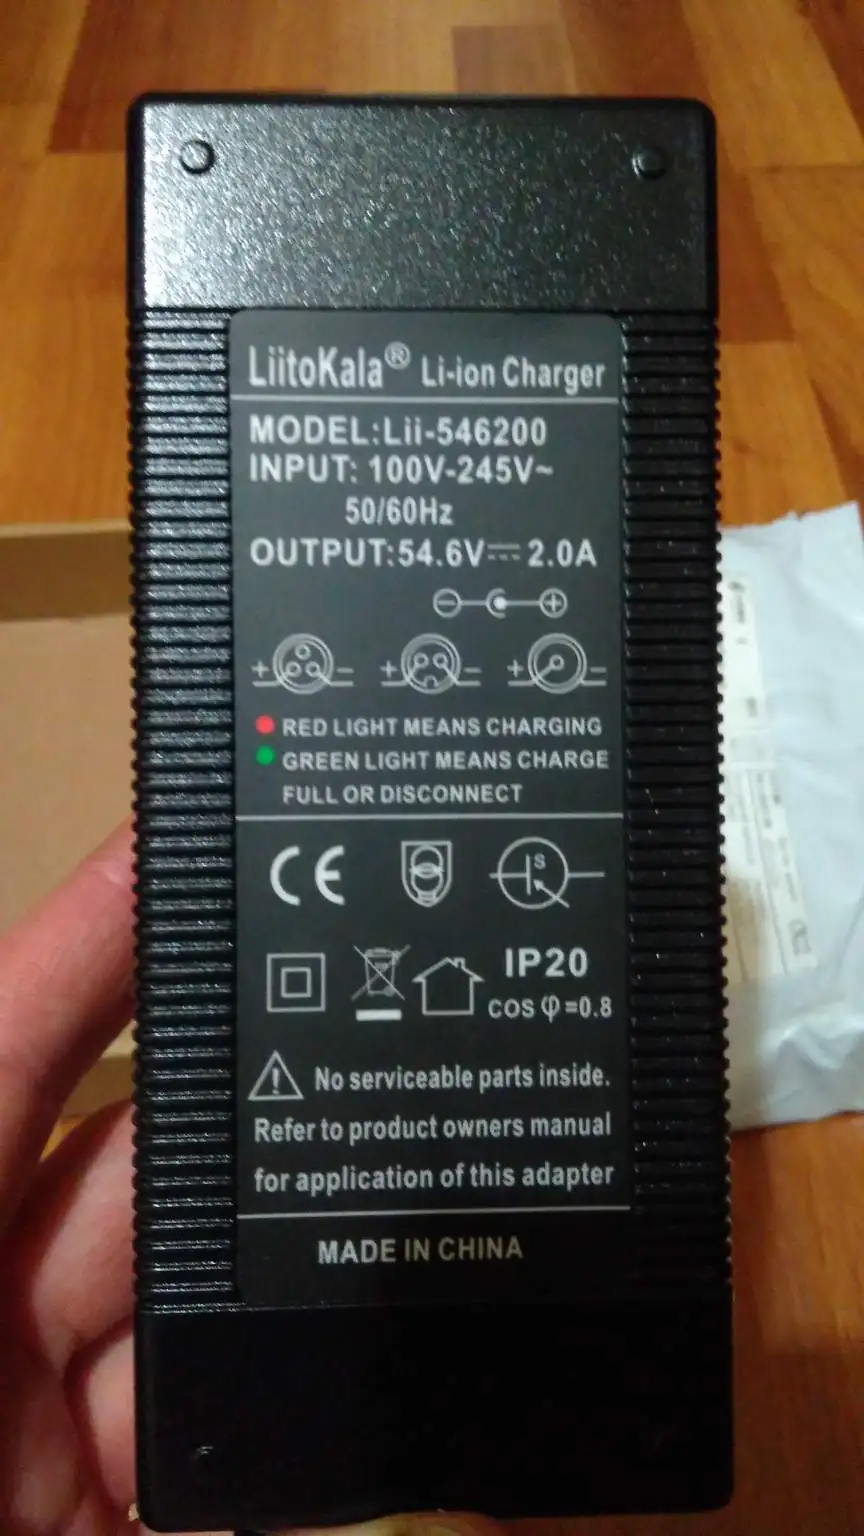 LiitoKala® Li-ion Charger
MODEL:Lii-546200
INPUT: 100V-245V~
50/60Hz
OUTPUT:54.6V⎓2.0A
+ - + - + -
RED LIGHT MEANS CHARGING
GREEN LIGHT MEANS CHARGE
FULL OR DISCONNECT
CE
S
IP20
cos φ=0.8
No serviceable parts inside.
Refer to product owners manual
for application of this adapter
MADE IN CHINA